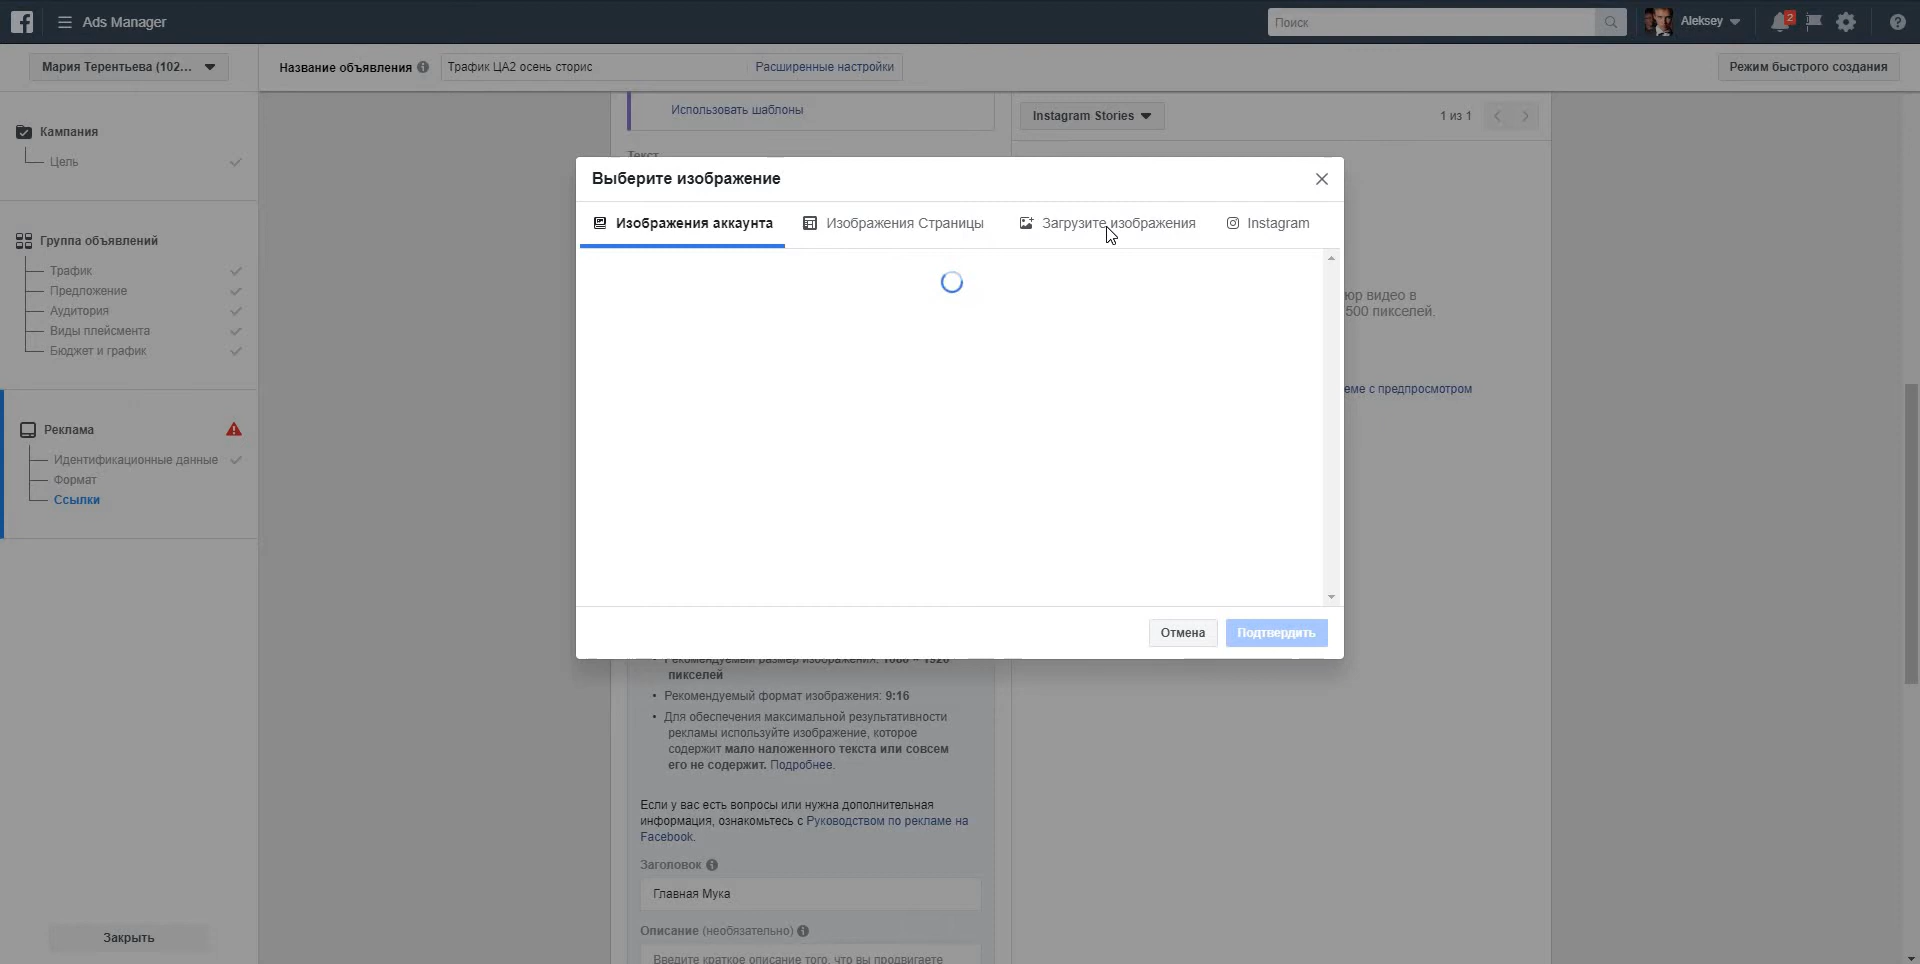 Ads Manager
Поиск
Aleksey
2
Мария Терентьева (102...
Название объявления
Трафик ЦА2 осень сторис
Расширенные настройки
Режим быстрого создания
Кампания
Цель
Группа объявлений
Трафик
Предложение
Аудитория
Виды плейсмента
Бюджет и график
Реклама
Идентификационные данные
Формат
Ссылки
Закрыть
Использовать шаблоны
Текст
Instagram Stories
1 из 1
Выберите изображение
Изображения аккаунта
Изображения Страницы
Загрузите изображения
Instagram
юр видео в
500 пикселей.
еме с предпросмотром
Отмена
Подтвердить
Рекомендуемый размер изображения:
пикселей
• Рекомендуемый формат изображения: 9:16
• Для обеспечения максимальной результативности
рекламы используйте изображение, которое
содержит мало наложенного текста или совсем
его не содержит. Подробнее.
Если у вас есть вопросы или нужна дополнительная
информация, ознакомьтесь с Руководством по рекламе на
Facebook.
Заголовок
Главная Мука
Описание (необязательно)
Введите краткое описание того, что вы продвигаете